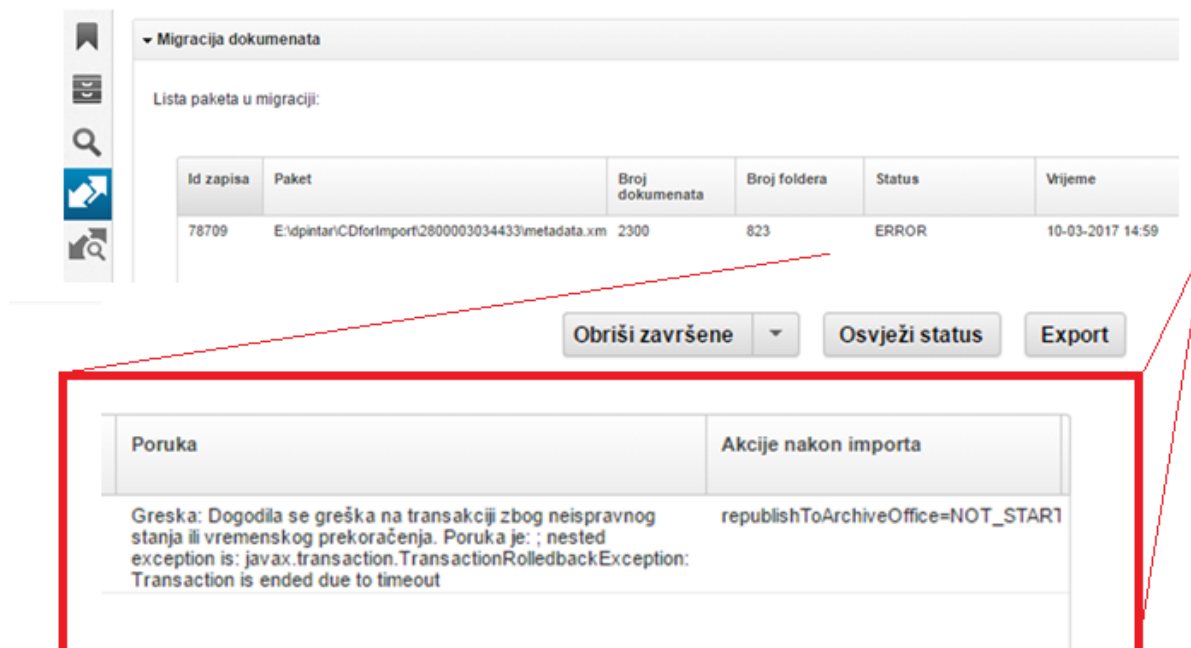 Migracija dokumenata
Lista paketa u migraciji:
Id zapisa Paket Broj dokumenata Broj foldera Status Vrijeme
78709 E:\dpintar\CDforImport\2800003034433\metadata.xm 2300 823 ERROR 10-03-2017 14:59
Obriši završene Osvježi status Export
Poruka Akcije nakon importa
Greska: Dogodila se greška na transakciji zbog neispravnog republishToArchiveOffice=NOT_START
stanja ili vremenskog prekoračenja. Poruka je: ; nested
exception is: javax.transaction.TransactionRolledbackException:
Transaction is ended due to timeout